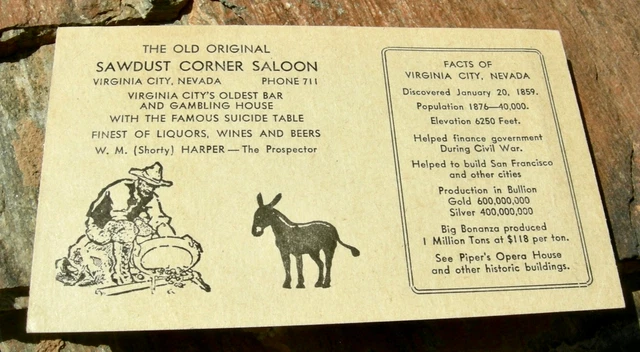 THE OLD ORIGINAL
SAWDUST CORNER SALOON
VIRGINIA CITY, NEVADA PHONE 711
VIRGINIA CITY'S OLDEST BAR
AND GAMBLING HOUSE
WITH THE FAMOUS SUICIDE TABLE
FINEST OF LIQUORS, WINES AND BEERS
W. M. (Shorty) HARPER — The Prospector
FACTS OF
VIRGINIA CITY, NEVADA
Discovered January 20, 1859.
Population 1876—40,000.
Elevation 6250 Feet.
Helped finance government
During Civil War.
Helped to build San Francisco
and other cities
Production in Bullion
Gold 600,000,000
Silver 400,000,000
Big Bonanza produced
1 Million Tons at $118 per ton.
See Piper's Opera House
and other historic buildings.